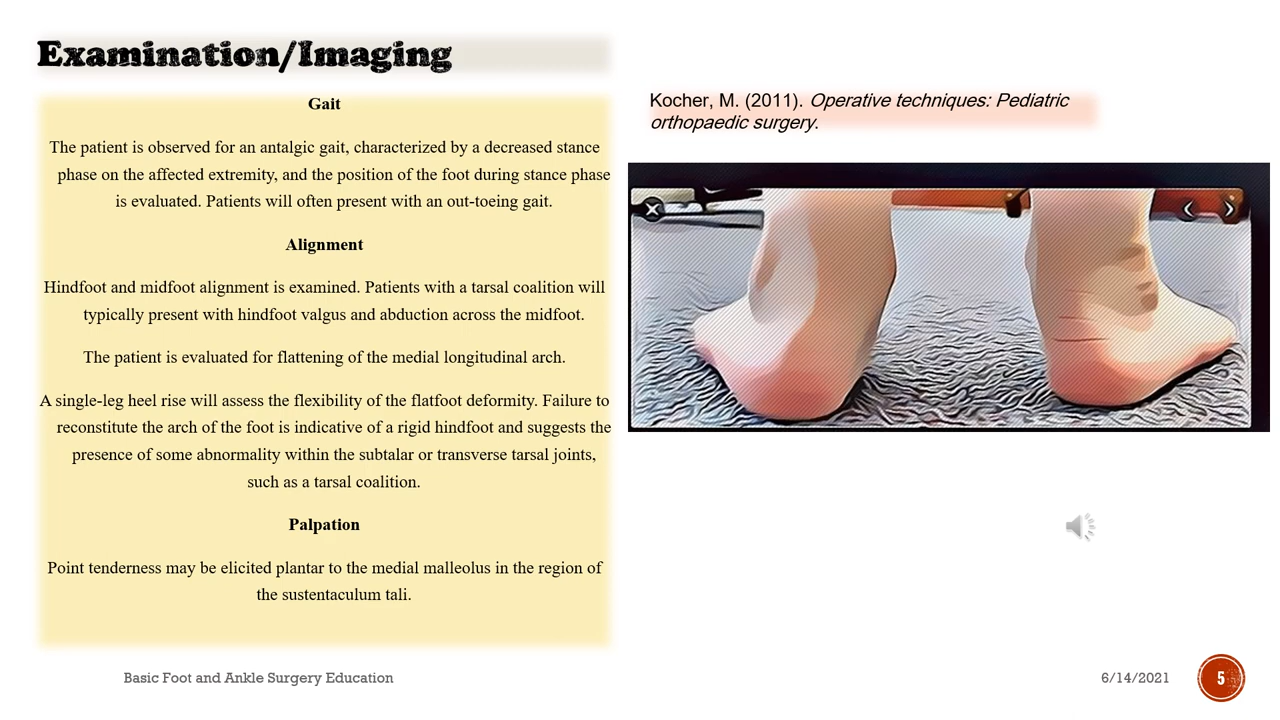 Examination/Imaging
Gait
The patient is observed for an antalgic gait, characterized by a decreased stance
phase on the affected extremity, and the position of the foot during stance phase
is evaluated. Patients will often present with an out-toeing gait.
Alignment
Hindfoot and midfoot alignment is examined. Patients with a tarsal coalition will
typically present with hindfoot valgus and abduction across the midfoot.
The patient is evaluated for flattening of the medial longitudinal arch.
A single-leg heel rise will assess the flexibility of the flatfoot deformity. Failure to
reconstitute the arch of the foot is indicative of a rigid hindfoot and suggests the
presence of some abnormality within the subtalar or transverse tarsal joints,
such as a tarsal coalition.
Palpation
Point tenderness may be elicited plantar to the medial malleolus in the region of
the sustentaculum tali.
Kocher, M. (2011). Operative techniques: Pediatric
orthopaedic surgery.
Basic Foot and Ankle Surgery Education
6/14/2021
5